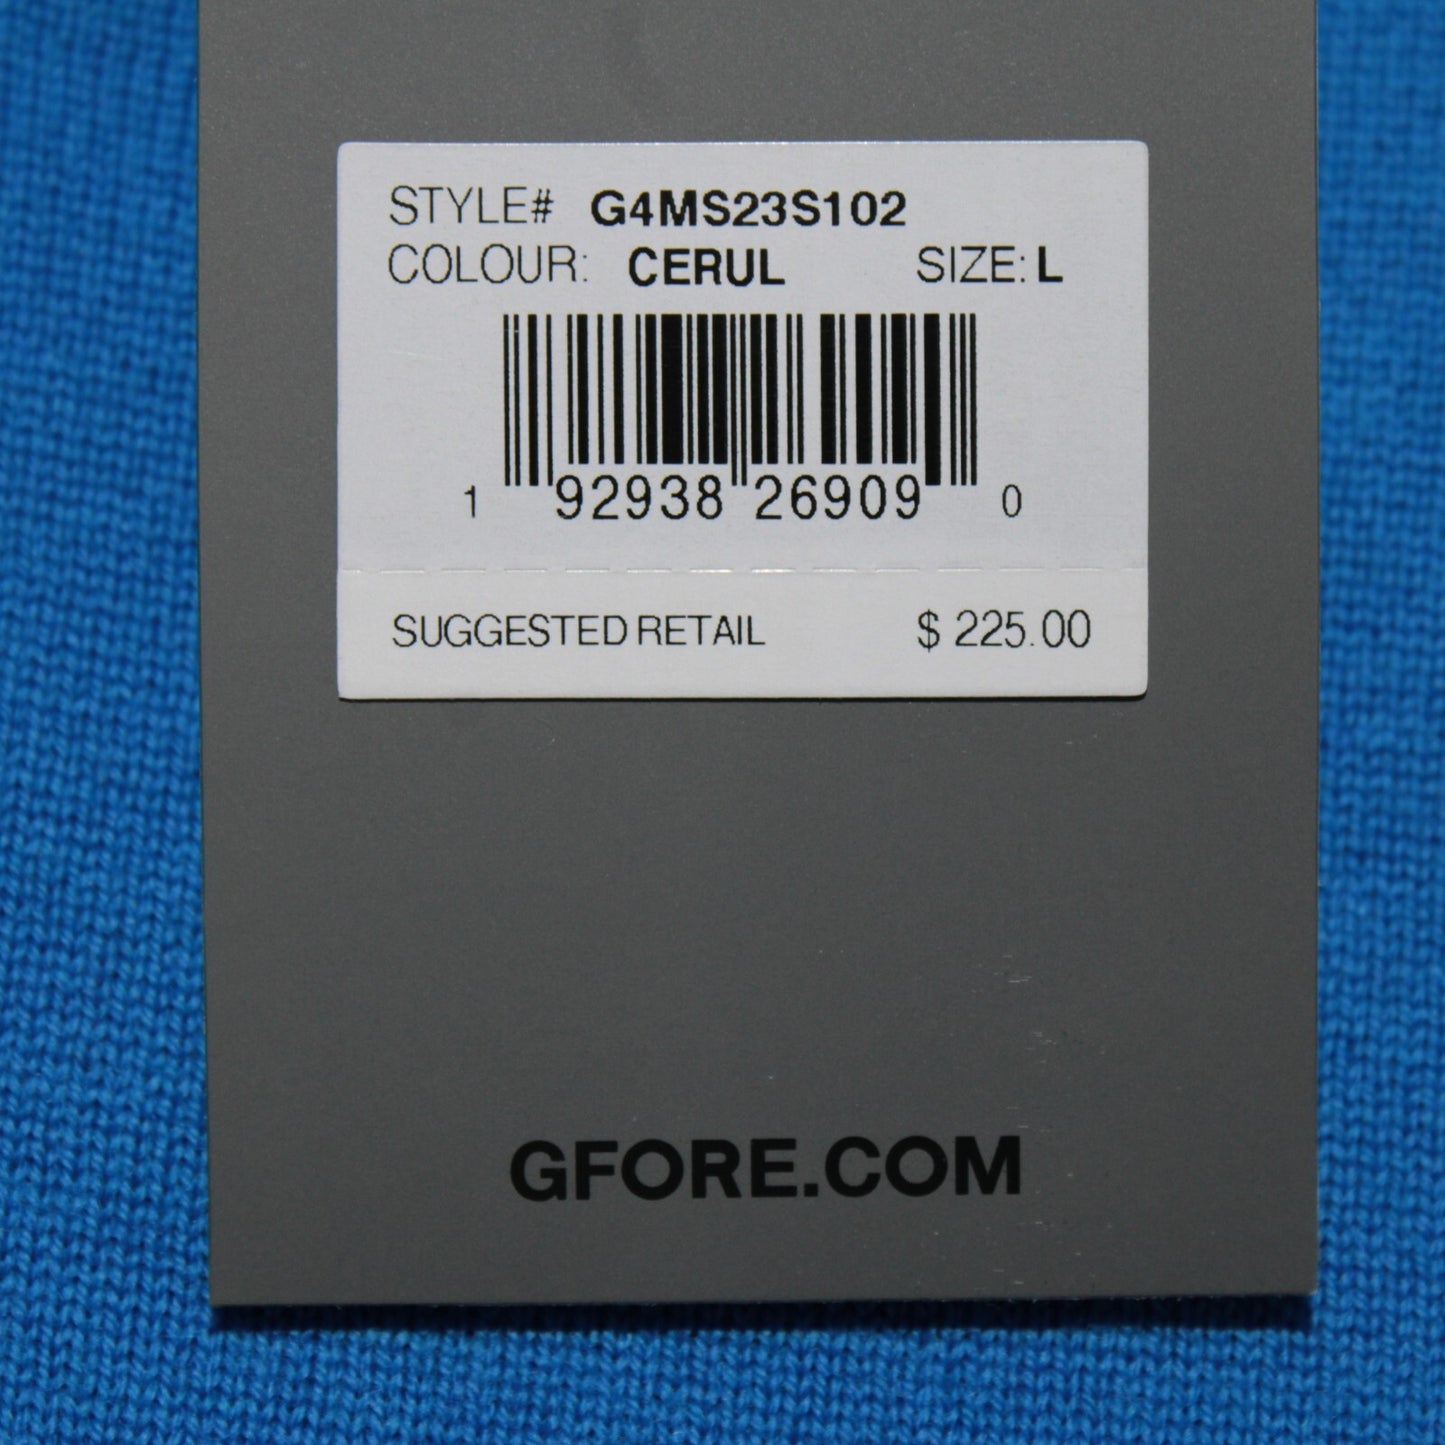 STYLE# G4MS23S102
COLOUR: CERUL SIZE: L
1 92938 26909 0
SUGGESTED RETAIL $ 225.00
GFORE.COM